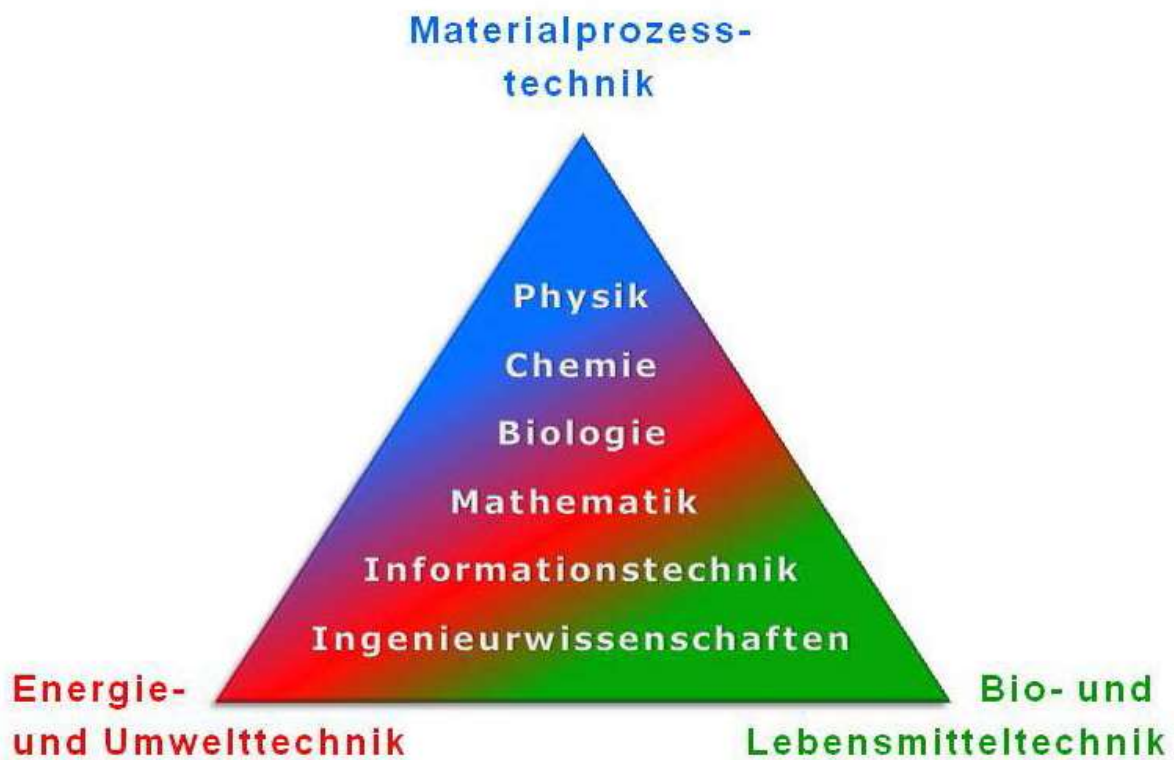 Materialprozess-
technik
Physik
Chemie
Biologie
Mathematik
Informationstechnik
Ingenieurwissenschaften
Energie-
und Umwelttechnik
Bio- und
Lebensmitteltechnik